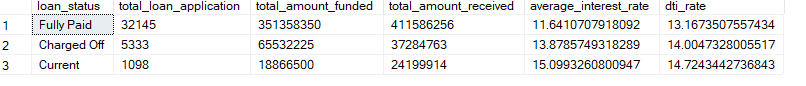 loan_status total_loan_application total_amount_funded total_amount_received average_interest_rate dti_rate
1 Fully Paid 32145 351358350 411586256 11.6410707918092 13.1673507557434
2 Charged Off 5333 65532225 37284763 13.8785749318289 14.0047328005517
3 Current 1098 18866500 24199914 15.0993260800947 14.7243442736843